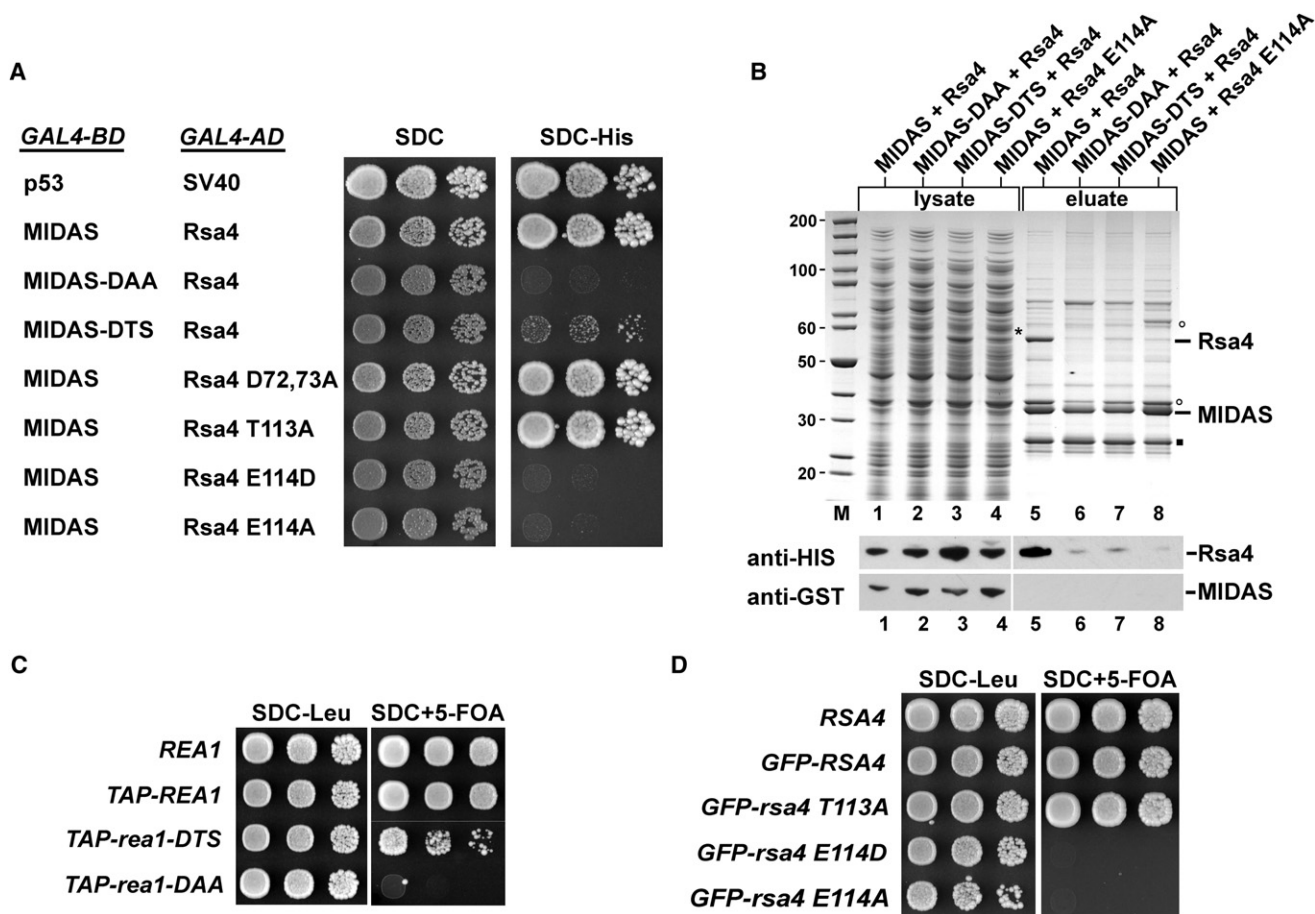 A
GAL4-BD GAL4-AD SDC SDC-His
p53 SV40
MIDAS Rsa4
MIDAS-DAA Rsa4
MIDAS-DTS Rsa4
MIDAS Rsa4 D72,73A
MIDAS Rsa4 T113A
MIDAS Rsa4 E114D
MIDAS Rsa4 E114A
B
MIDAS + Rsa4
MIDAS-DAA + Rsa4
MIDAS-DTS + Rsa4
MIDAS + Rsa4 E114A
MIDAS + Rsa4
MIDAS-DAA + Rsa4
MIDAS-DTS + Rsa4
MIDAS + Rsa4 E114A
lysate eluate
200
100
60 *
Rsa4
50
30
MIDAS
20
M 1 2 3 4 5 6 7 8
anti-HIS Rsa4
anti-GST MIDAS
1 2 3 4 5 6 7 8
C
SDC-Leu SDC+5-FOA
REA1
TAP-REA1
TAP-rea1-DTS
TAP-rea1-DAA
D
SDC-Leu SDC+5-FOA
RSA4
GFP-RSA4
GFP-rsa4 T113A
GFP-rsa4 E114D
GFP-rsa4 E114A